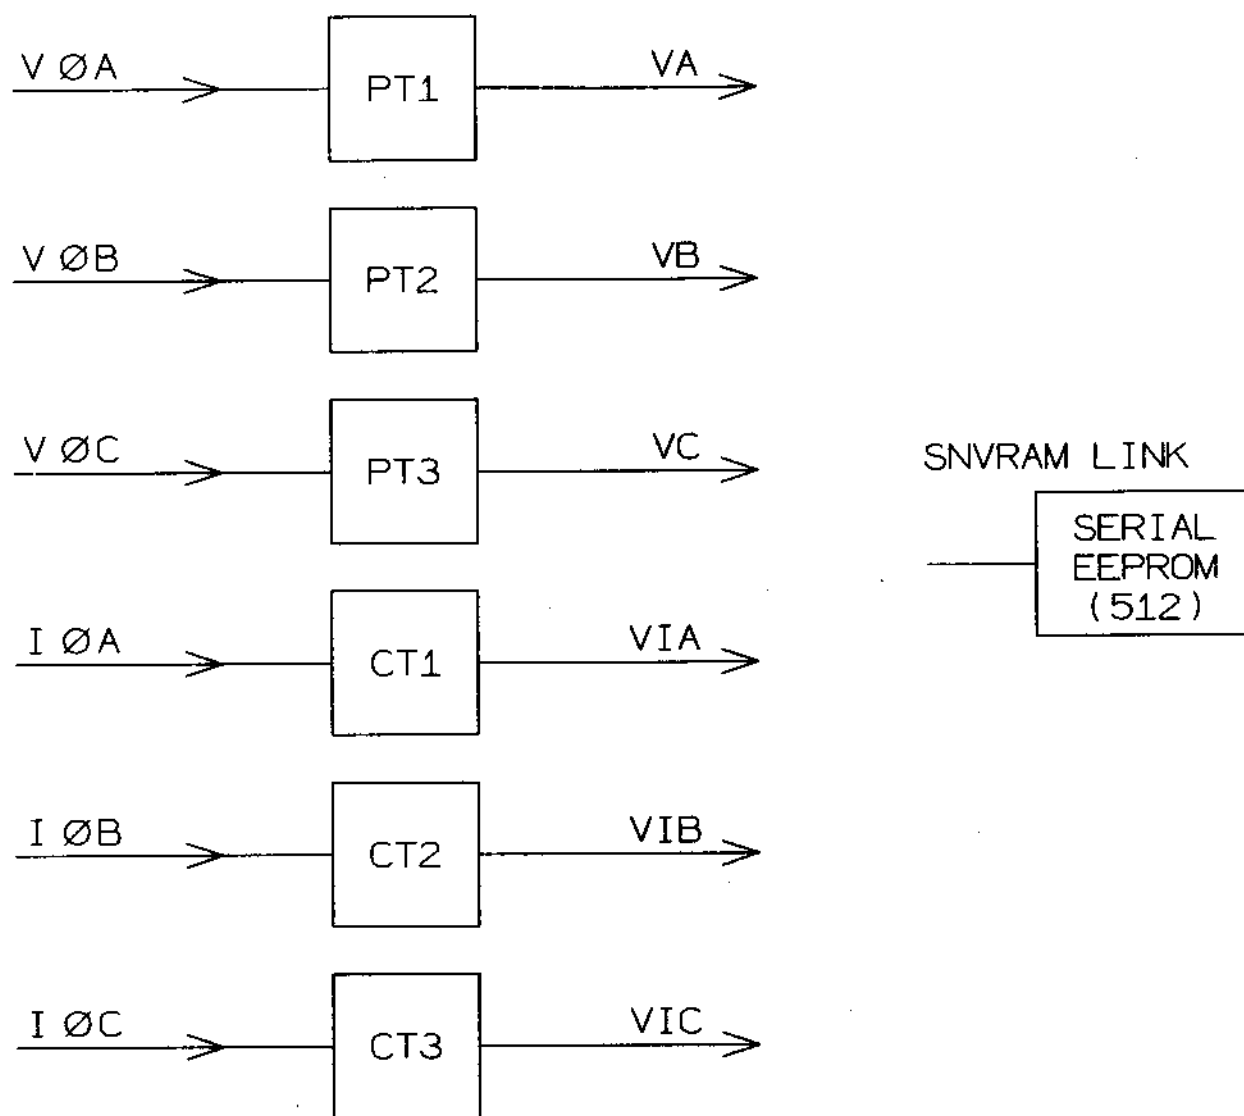 V ØA
PT1
VA
V ØB
PT2
VB
V ØC
PT3
VC
SNVRAM LINK
SERIAL
EEPROM
(512)
I ØA
CT1
VIA
I ØB
CT2
VIB
I ØC
CT3
VIC